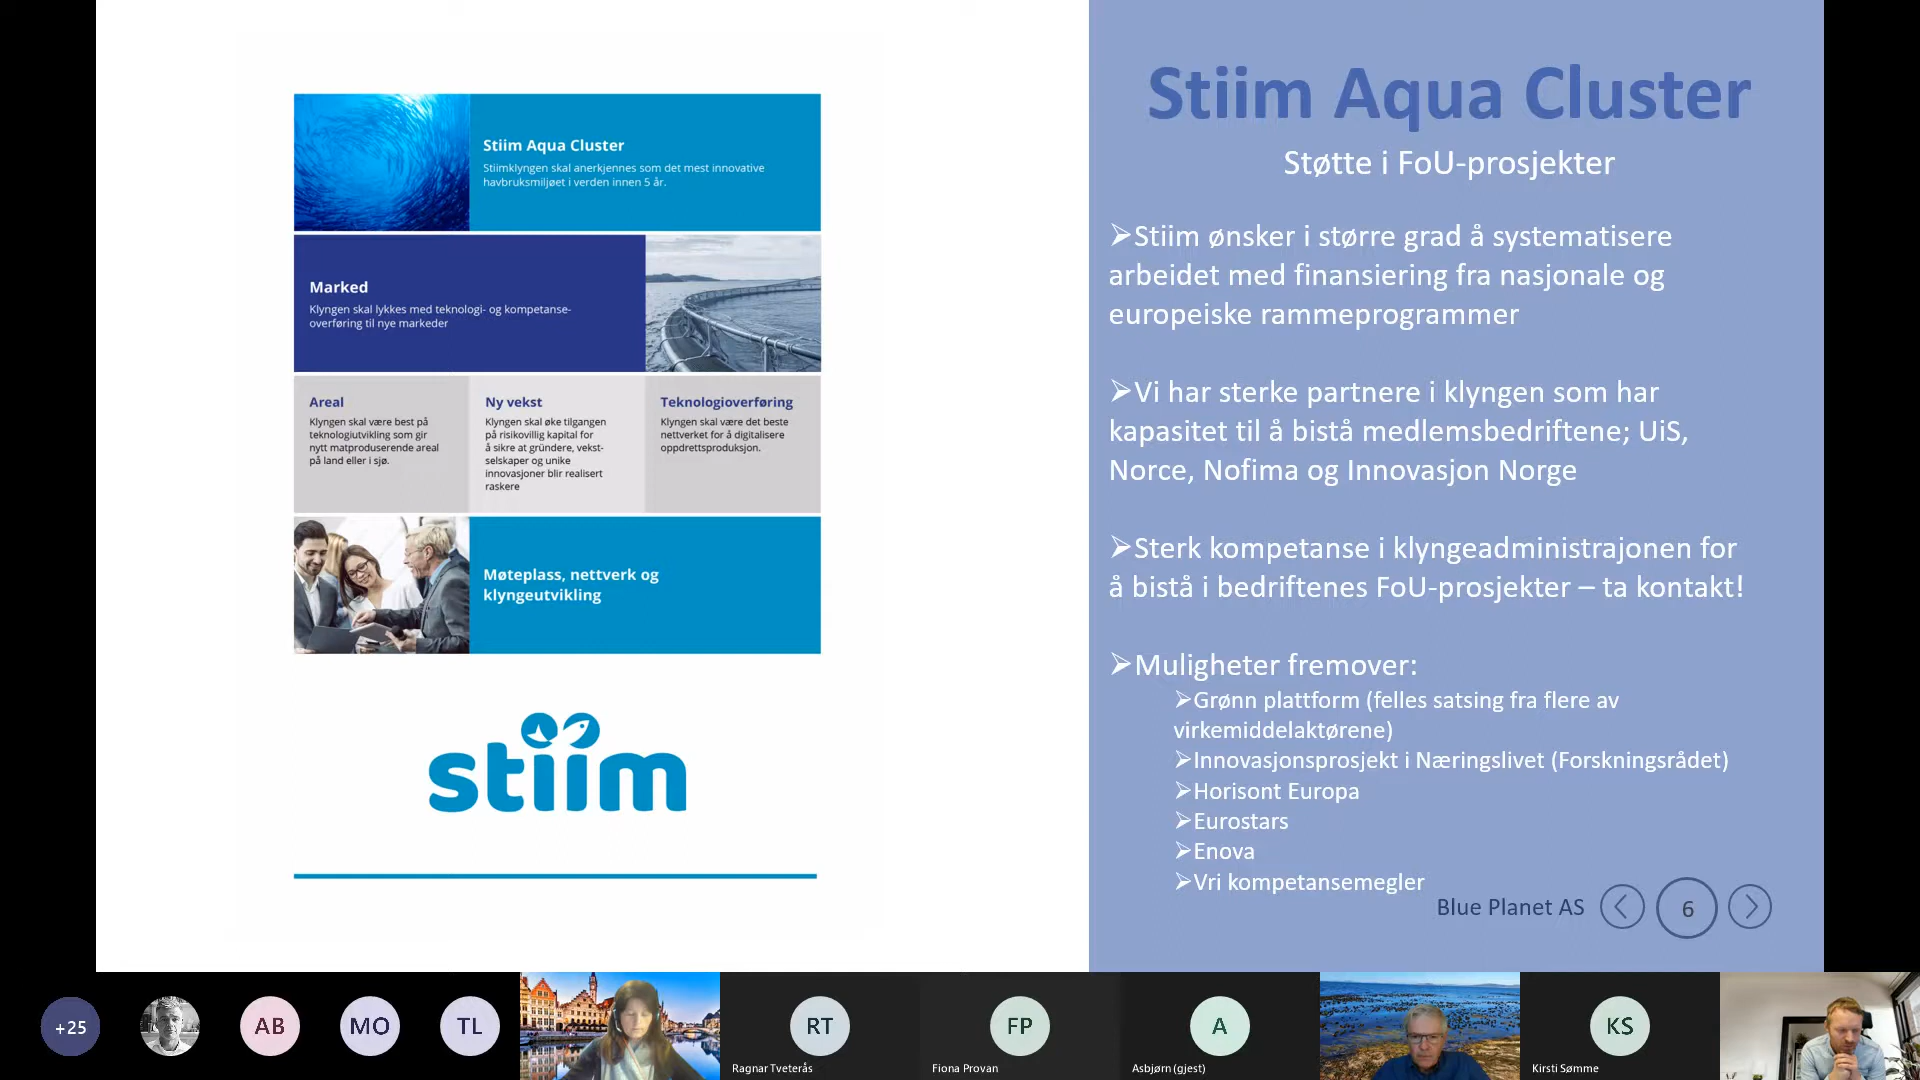 Stiim Aqua Cluster
Stiimklyngen skal anerkjennes som det mest innovative
havbruksmiljøet i verden innen 5 år.
Marked
Klyngen skal lykkes med teknologi- og kompetanse-
overføring til nye markeder
Areal
Klyngen skal være best på
teknologiutvikling som gir
nytt matproduserende areal
på land eller i sjø.
Ny vekst
Klyngen skal øke tilgangen
på risikovillig kapital for
å sikre at gründere, vekst-
selskaper og unike
innovasjoner blir realisert
raskere
Teknologioverføring
Klyngen skal være det beste
nettverket for å digitalisere
oppdrettsproduksjon.
Møteplass, nettverk og
klyngeutvikling
stiim
Stiim Aqua Cluster
Støtte i FoU-prosjekter
➢Stiim ønsker i større grad å systematisere
arbeidet med finansiering fra nasjonale og
europeiske rammeprogrammer
➢Vi har sterke partnere i klyngen som har
kapasitet til å bistå medlemsbedriftene; UiS,
Norce, Nofima og Innovasjon Norge
➢Sterk kompetanse i klyngeadministrajonen for
å bistå i bedriftenes FoU-prosjekter – ta kontakt!
➢Muligheter fremover:
➢Grønn plattform (felles satsing fra flere av
virkemiddelaktørene)
➢Innovasjonsprosjekt i Næringslivet (Forskningsrådet)
➢Horisont Europa
➢Eurostars
➢Enova
➢Vri kompetansemegler
Blue Planet AS
6
+25
AB
MO
TL
RT
Ragnar Tveterås
FP
Fiona Provan
A
Asbjørn (gjest)
KS
Kirsti Sømme